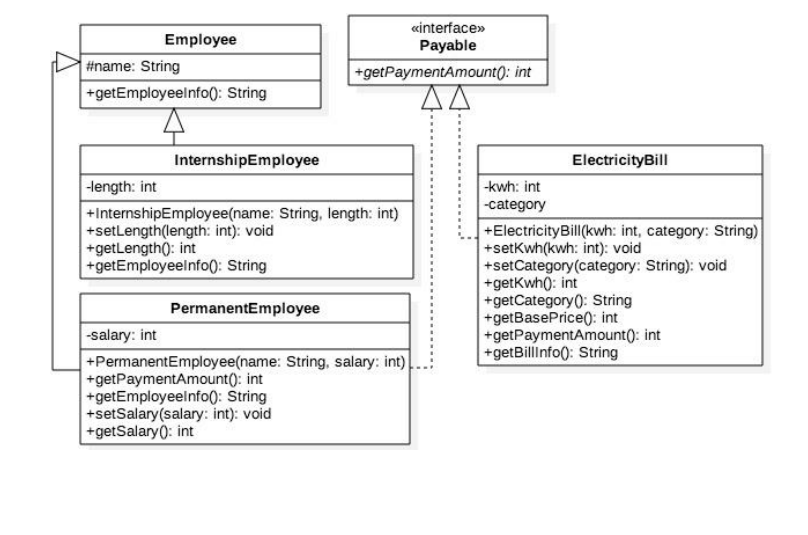 Employee
#name: String
+getEmployeeInfo(): String
«interface»
Payable
+getPaymentAmount(): int
InternshipEmployee
-length: int
+InternshipEmployee(name: String, length: int)
+setLength(length: int): void
+getLength(): int
+getEmployeeInfo(): String
ElectricityBill
-kwh: int
-category
+ElectricityBill(kwh: int, category: String)
+setKwh(kwh: int): void
+setCategory(category: String): void
+getKwh(): int
+getCategory(): String
+getBasePrice(): int
+getPaymentAmount(): int
+getBillInfo(): String
PermanentEmployee
-salary: int
+PermanentEmployee(name: String, salary: int)
+getPaymentAmount(): int
+getEmployeeInfo(): String
+setSalary(salary: int): void
+getSalary(): int